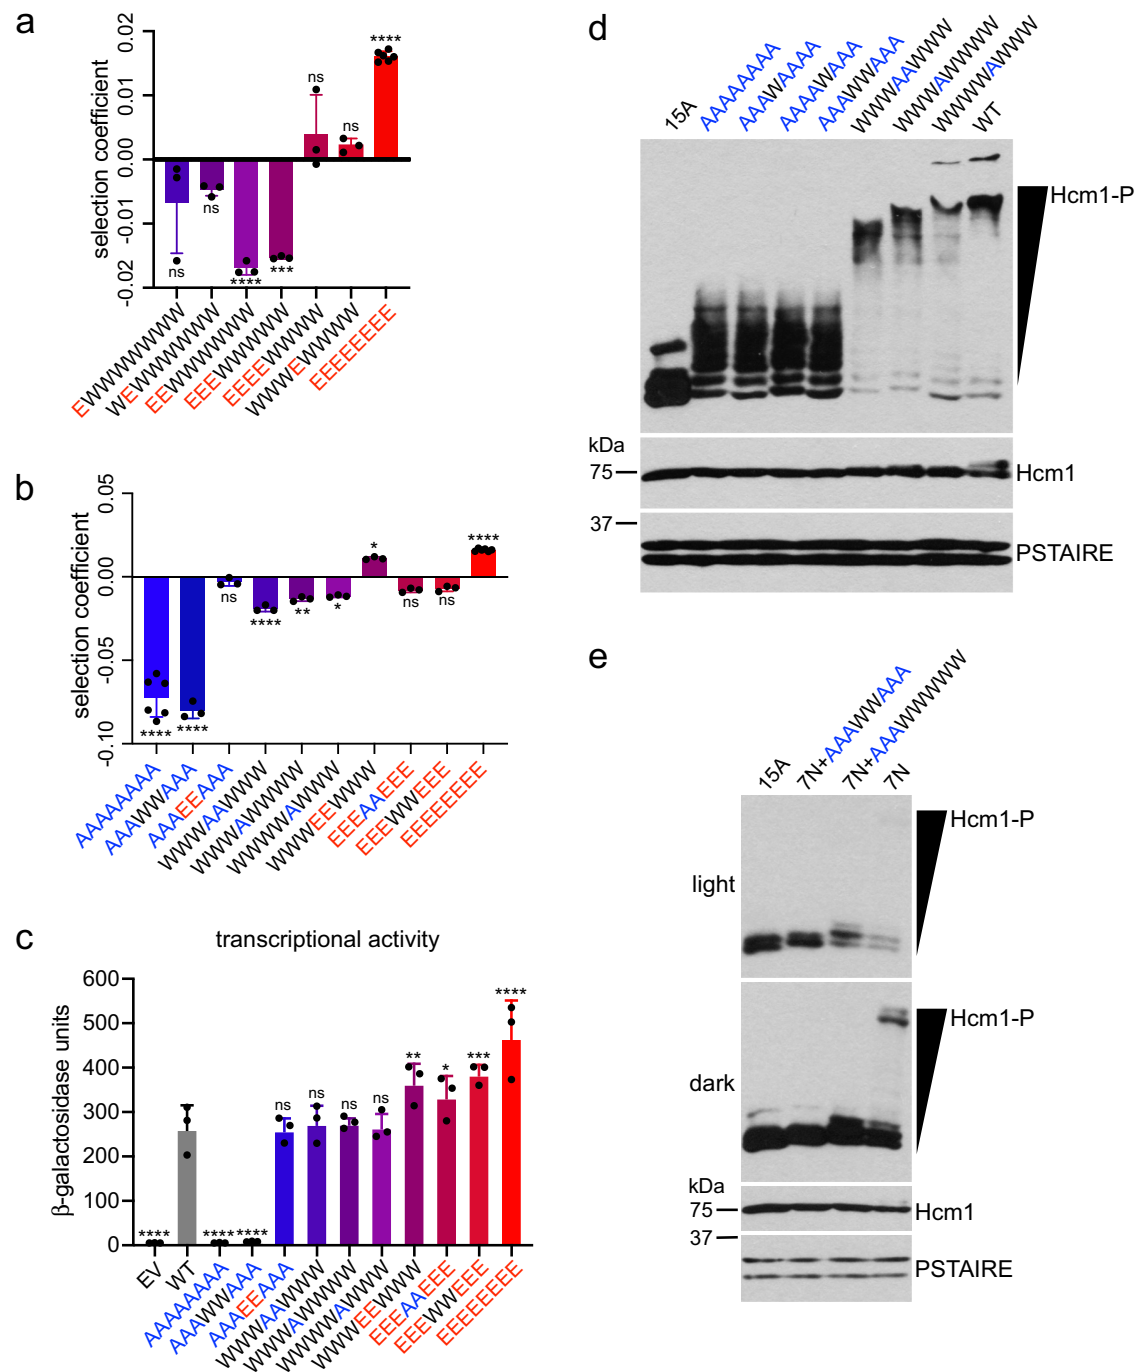 a
selection coefficient
0.02
0.01
0.00
-0.01
-0.02
ns
ns
****
***
ns
ns
****
EWWWWWWW
WEWWWWWW
EEWWWWWW
EEEWWWWW
EEEEWWWW
WWWEWWWW
EEEEEEEE
b
selection coefficient
0.05
0.00
-0.05
-0.10
****
****
ns
****
**
*
*
ns
ns
****
AAAAAAAA
AAAWWAAA
AAAEEAAA
WWWAAWWW
WWWAWWWW
WWWWAWWW
WWWEEWWW
EEEAAEEE
EEEWWEEE
EEEEEEEE
c
transcriptional activity
β-galactosidase units
600
500
400
300
200
100
0
****
****
****
ns
ns
ns
ns
**
*
***
****
EV
WT
AAAAAAAA
AAAWWAAA
AAAEEAAA
WWWAAWWW
WWWAWWWW
WWWWAWWW
WWWEEWWW
EEEAAEEE
EEEWWEEE
EEEEEEEE
d
15A
AAAAAAAA
AAAWAAAA
AAAAWAAA
AAAWWAAA
WWWAAWWW
WWWAWWWW
WWWWAWWW
WT
Hcm1-P
kDa
75
Hcm1
37
PSTAIRE
e
15A
7N+AAAWWAAA
7N+AAAWWWWW
7N
light
Hcm1-P
dark
Hcm1-P
kDa
75
Hcm1
37
PSTAIRE